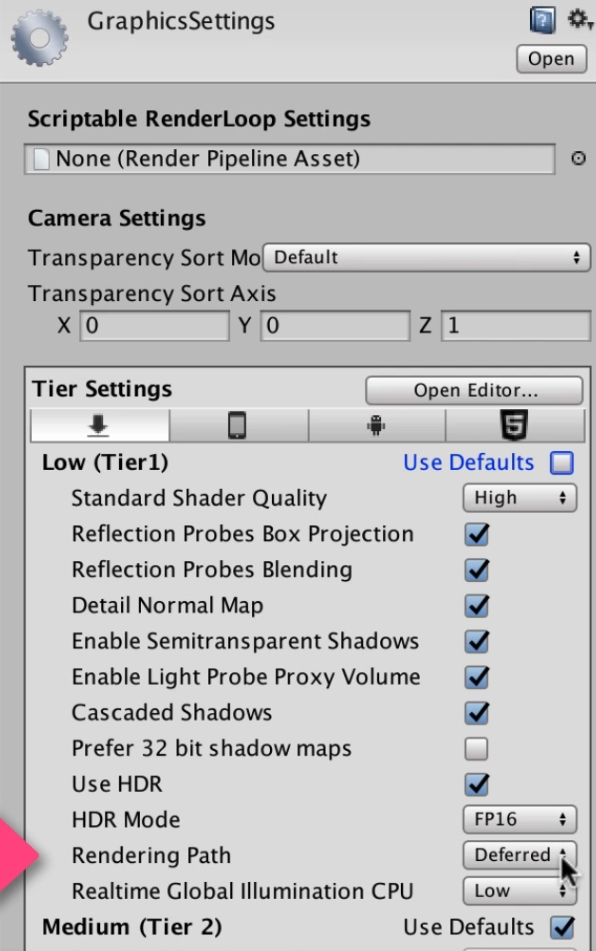 GraphicsSettings
Open
Scriptable RenderLoop Settings
None (Render Pipeline Asset)
Camera Settings
Transparency Sort Mo Default
Transparency Sort Axis
X 0 Y 0 Z 1
Tier Settings Open Editor...
5
Low (Tier1) Use Defaults
Standard Shader Quality High
Reflection Probes Box Projection
Reflection Probes Blending
Detail Normal Map
Enable Semitransparent Shadows
Enable Light Probe Proxy Volume
Cascaded Shadows
Prefer 32 bit shadow maps
Use HDR
HDR Mode FP16
Rendering Path Deferred
Realtime Global Illumination CPU Low
Medium (Tier 2) Use Defaults